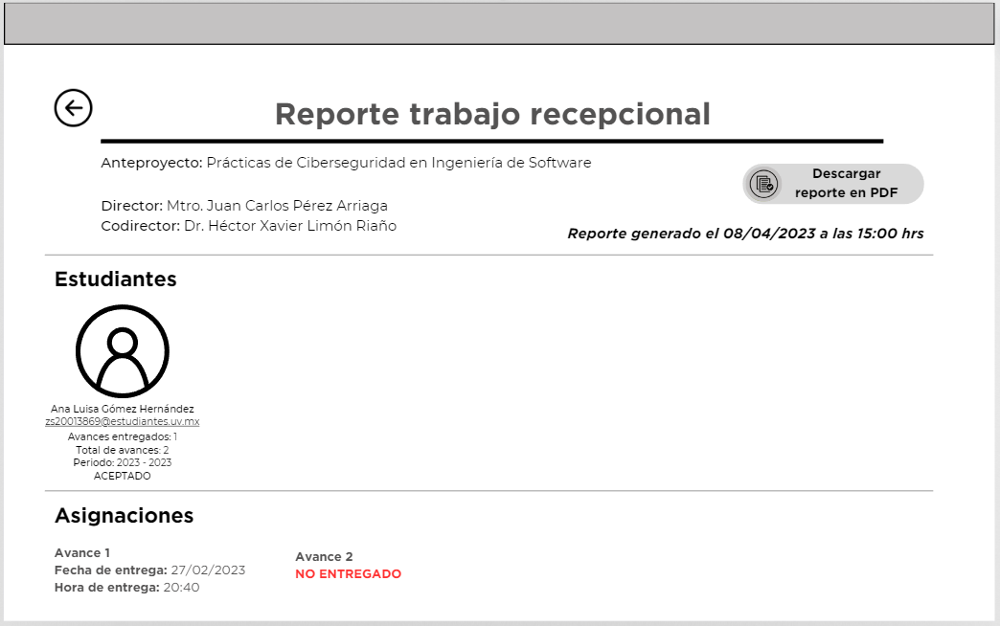 Reporte trabajo recepcional
Anteproyecto: Prácticas de Ciberseguridad en Ingeniería de Software
Descargar
reporte en PDF
Director: Mtro. Juan Carlos Pérez Arriaga
Codirector: Dr. Héctor Xavier Limón Riaño
Reporte generado el 08/04/2023 a las 15:00 hrs
Estudiantes
Ana Luisa Gómez Hernández
zs20013869@estudiantes.uv.mx
Avances entregados: 1
Total de avances: 2
Periodo: 2023 - 2023
ACEPTADO
Asignaciones
Avance 1
Fecha de entrega: 27/02/2023
Hora de entrega: 20:40
Avance 2
NO ENTREGADO